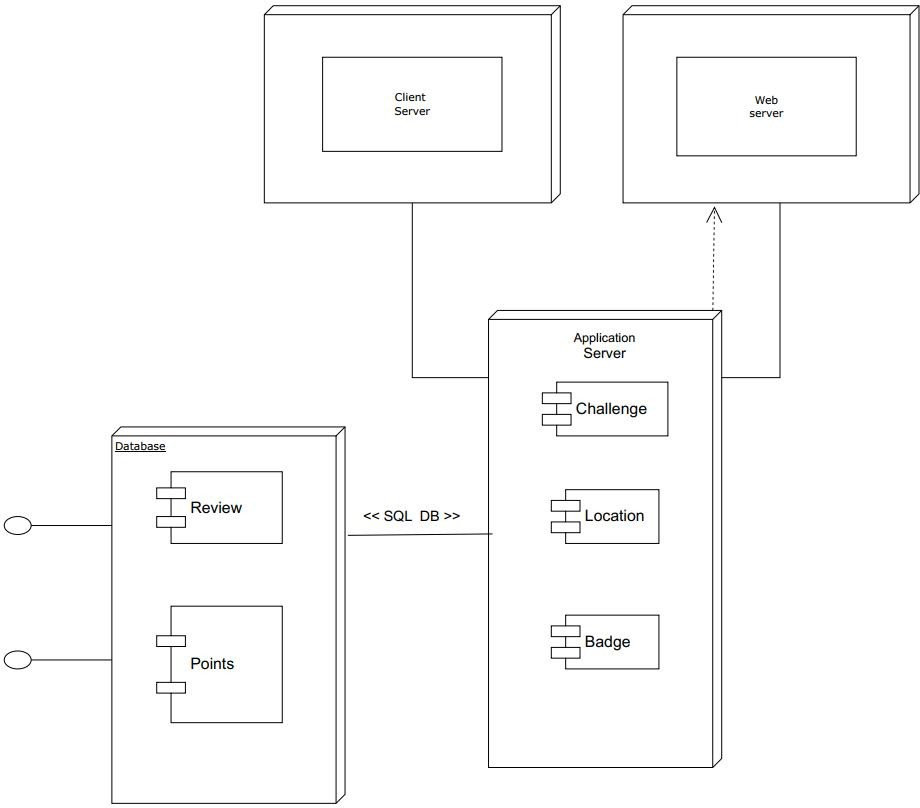 Client
Server
Web
server
Application
Server
Challenge
Database
Review
<< SQL  DB >>
Location
Badge
Points